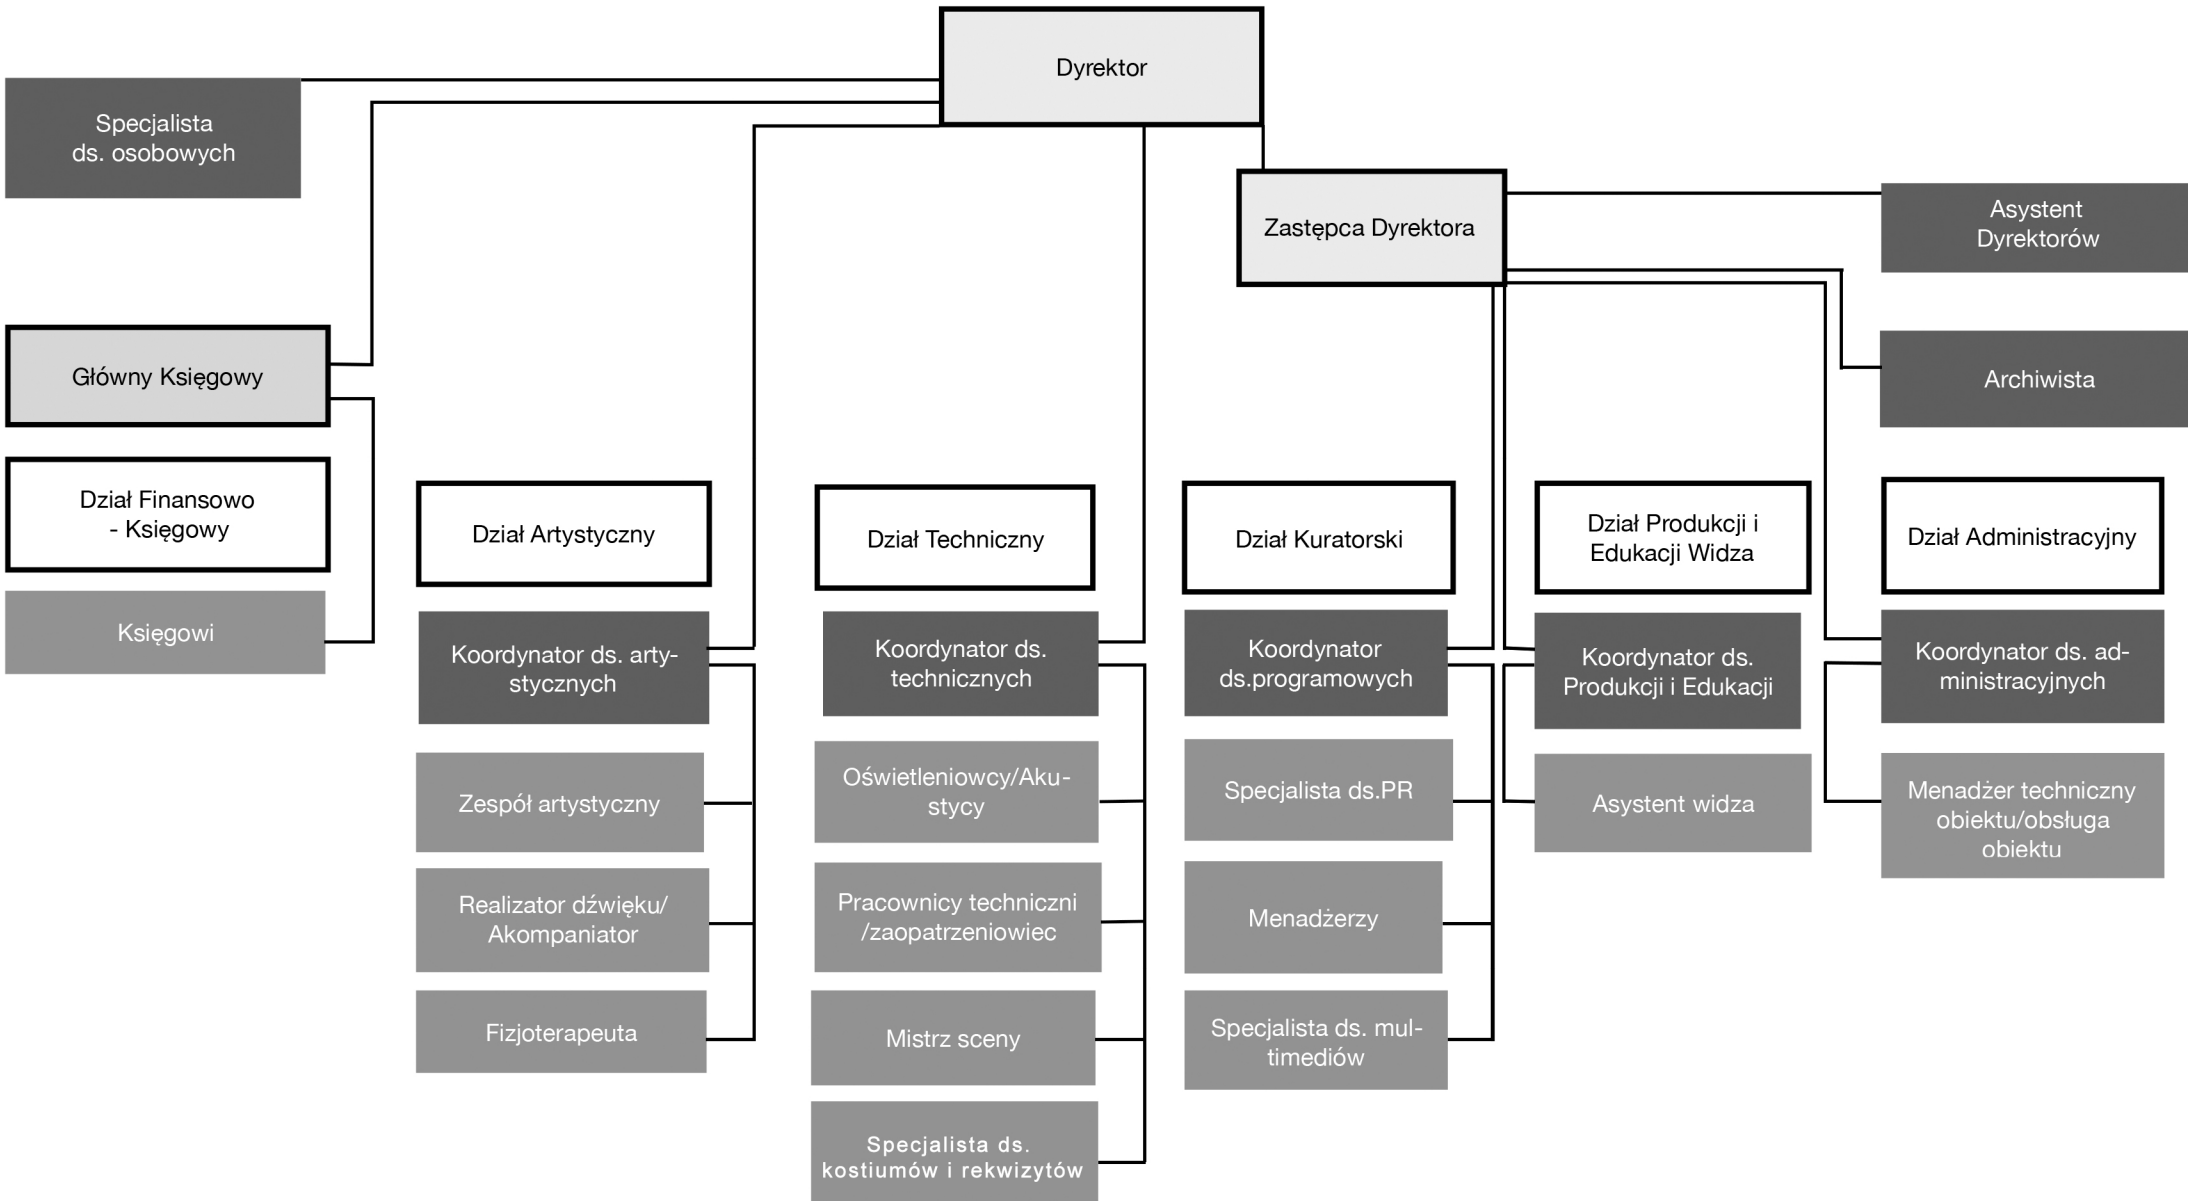 Dyrektor
Specjalista
ds. osobowych
Zastępca Dyrektora
Asystent
Dyrektorów
Główny Księgowy
Archiwista
Dział Finansowo
- Księgowy
Księgowi
Dział Artystyczny
Koordynator ds. arty-
stycznych
Zespół artystyczny
Realizator dźwięku/
Akompaniator
Fizjoterapeuta
Dział Techniczny
Koordynator ds.
technicznych
Oświetleniowcy/Aku-
stycy
Pracownicy techniczni
/zaopatrzeniowiec
Mistrz sceny
Specjalista ds.
kostiumów i rekwizytów
Dział Kuratorski
Koordynator
ds.programowych
Specjalista ds.PR
Menadżerzy
Specjalista ds. mul-
timediów
Dział Produkcji i
Edukacji Widza
Koordynator ds.
Produkcji i Edukacji
Asystent widza
Dział Administracyjny
Koordynator ds. ad-
ministracyjnych
Menadżer techniczny
obiektu/obsługa
obiektu